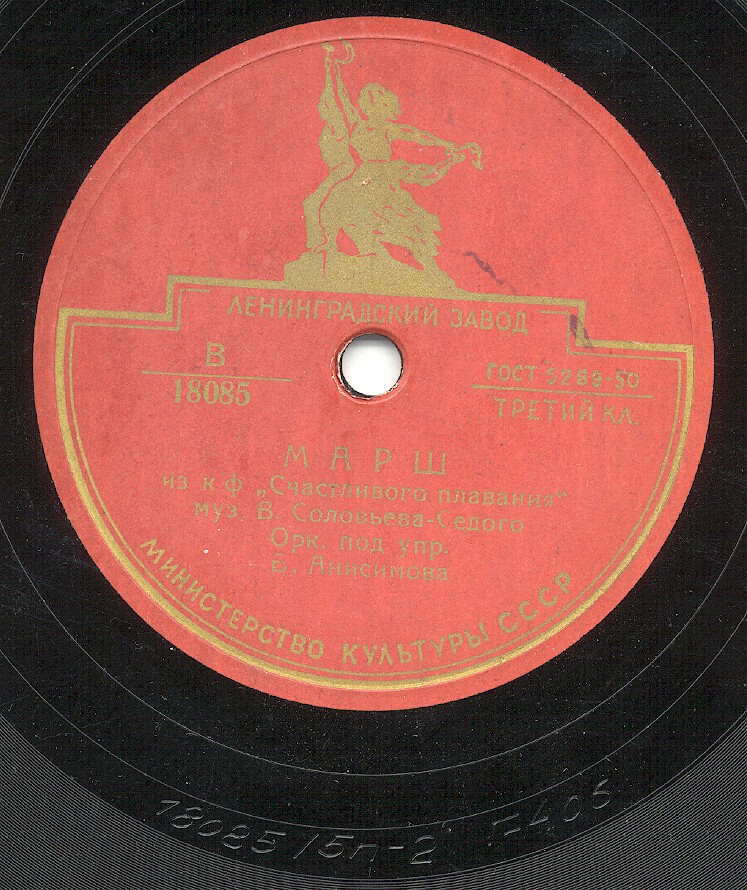 ЛЕНИНГРАДСКИЙ ЗАВОД
В
18085
ГОСТ 5289-50
ТРЕТИЙ КЛ.
МАРШ
из к ф „Счастливого плавания“
муз. В. Соловьева-Седого
Орк. под упр.
Анисимова
МИНИСТЕРСТВО КУЛЬТУРЫ СССР
18085/5п-2